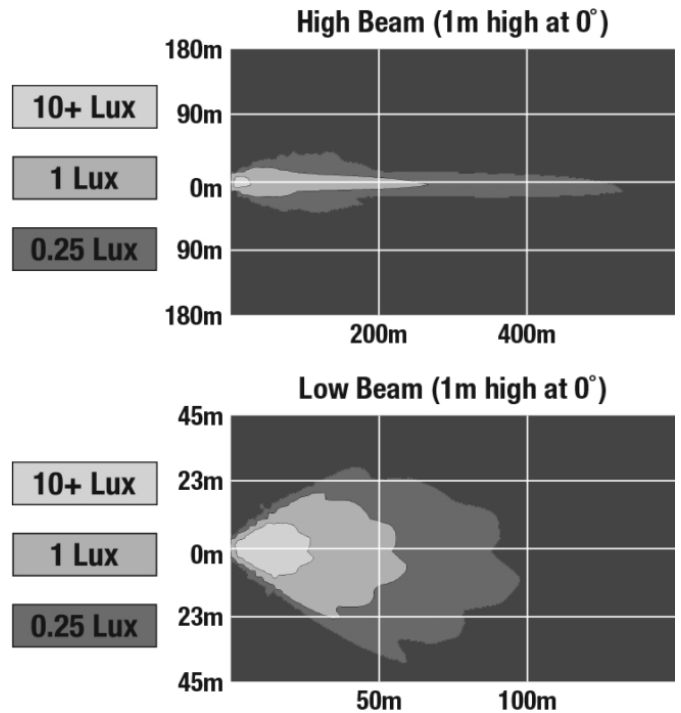 High Beam (1m high at 0˚)
180m
10+ Lux
90m
1 Lux
0m
0.25 Lux
90m
180m
200m
400m
Low Beam (1m high at 0˚)
45m
10+ Lux
23m
1 Lux
0m
0.25 Lux
23m
45m
50m
100m